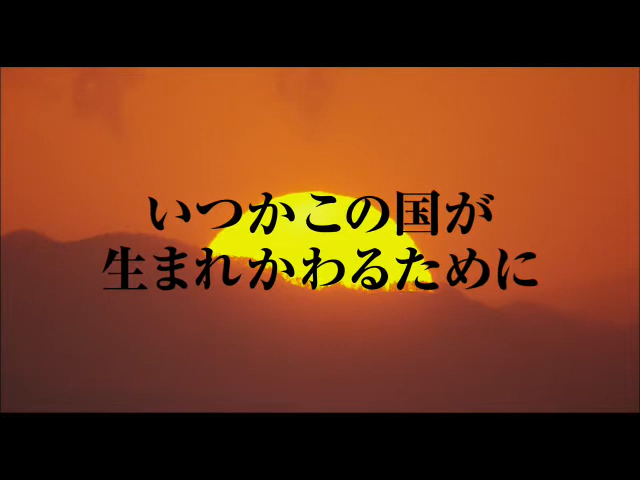 いつかこの国が
生まれかわるために